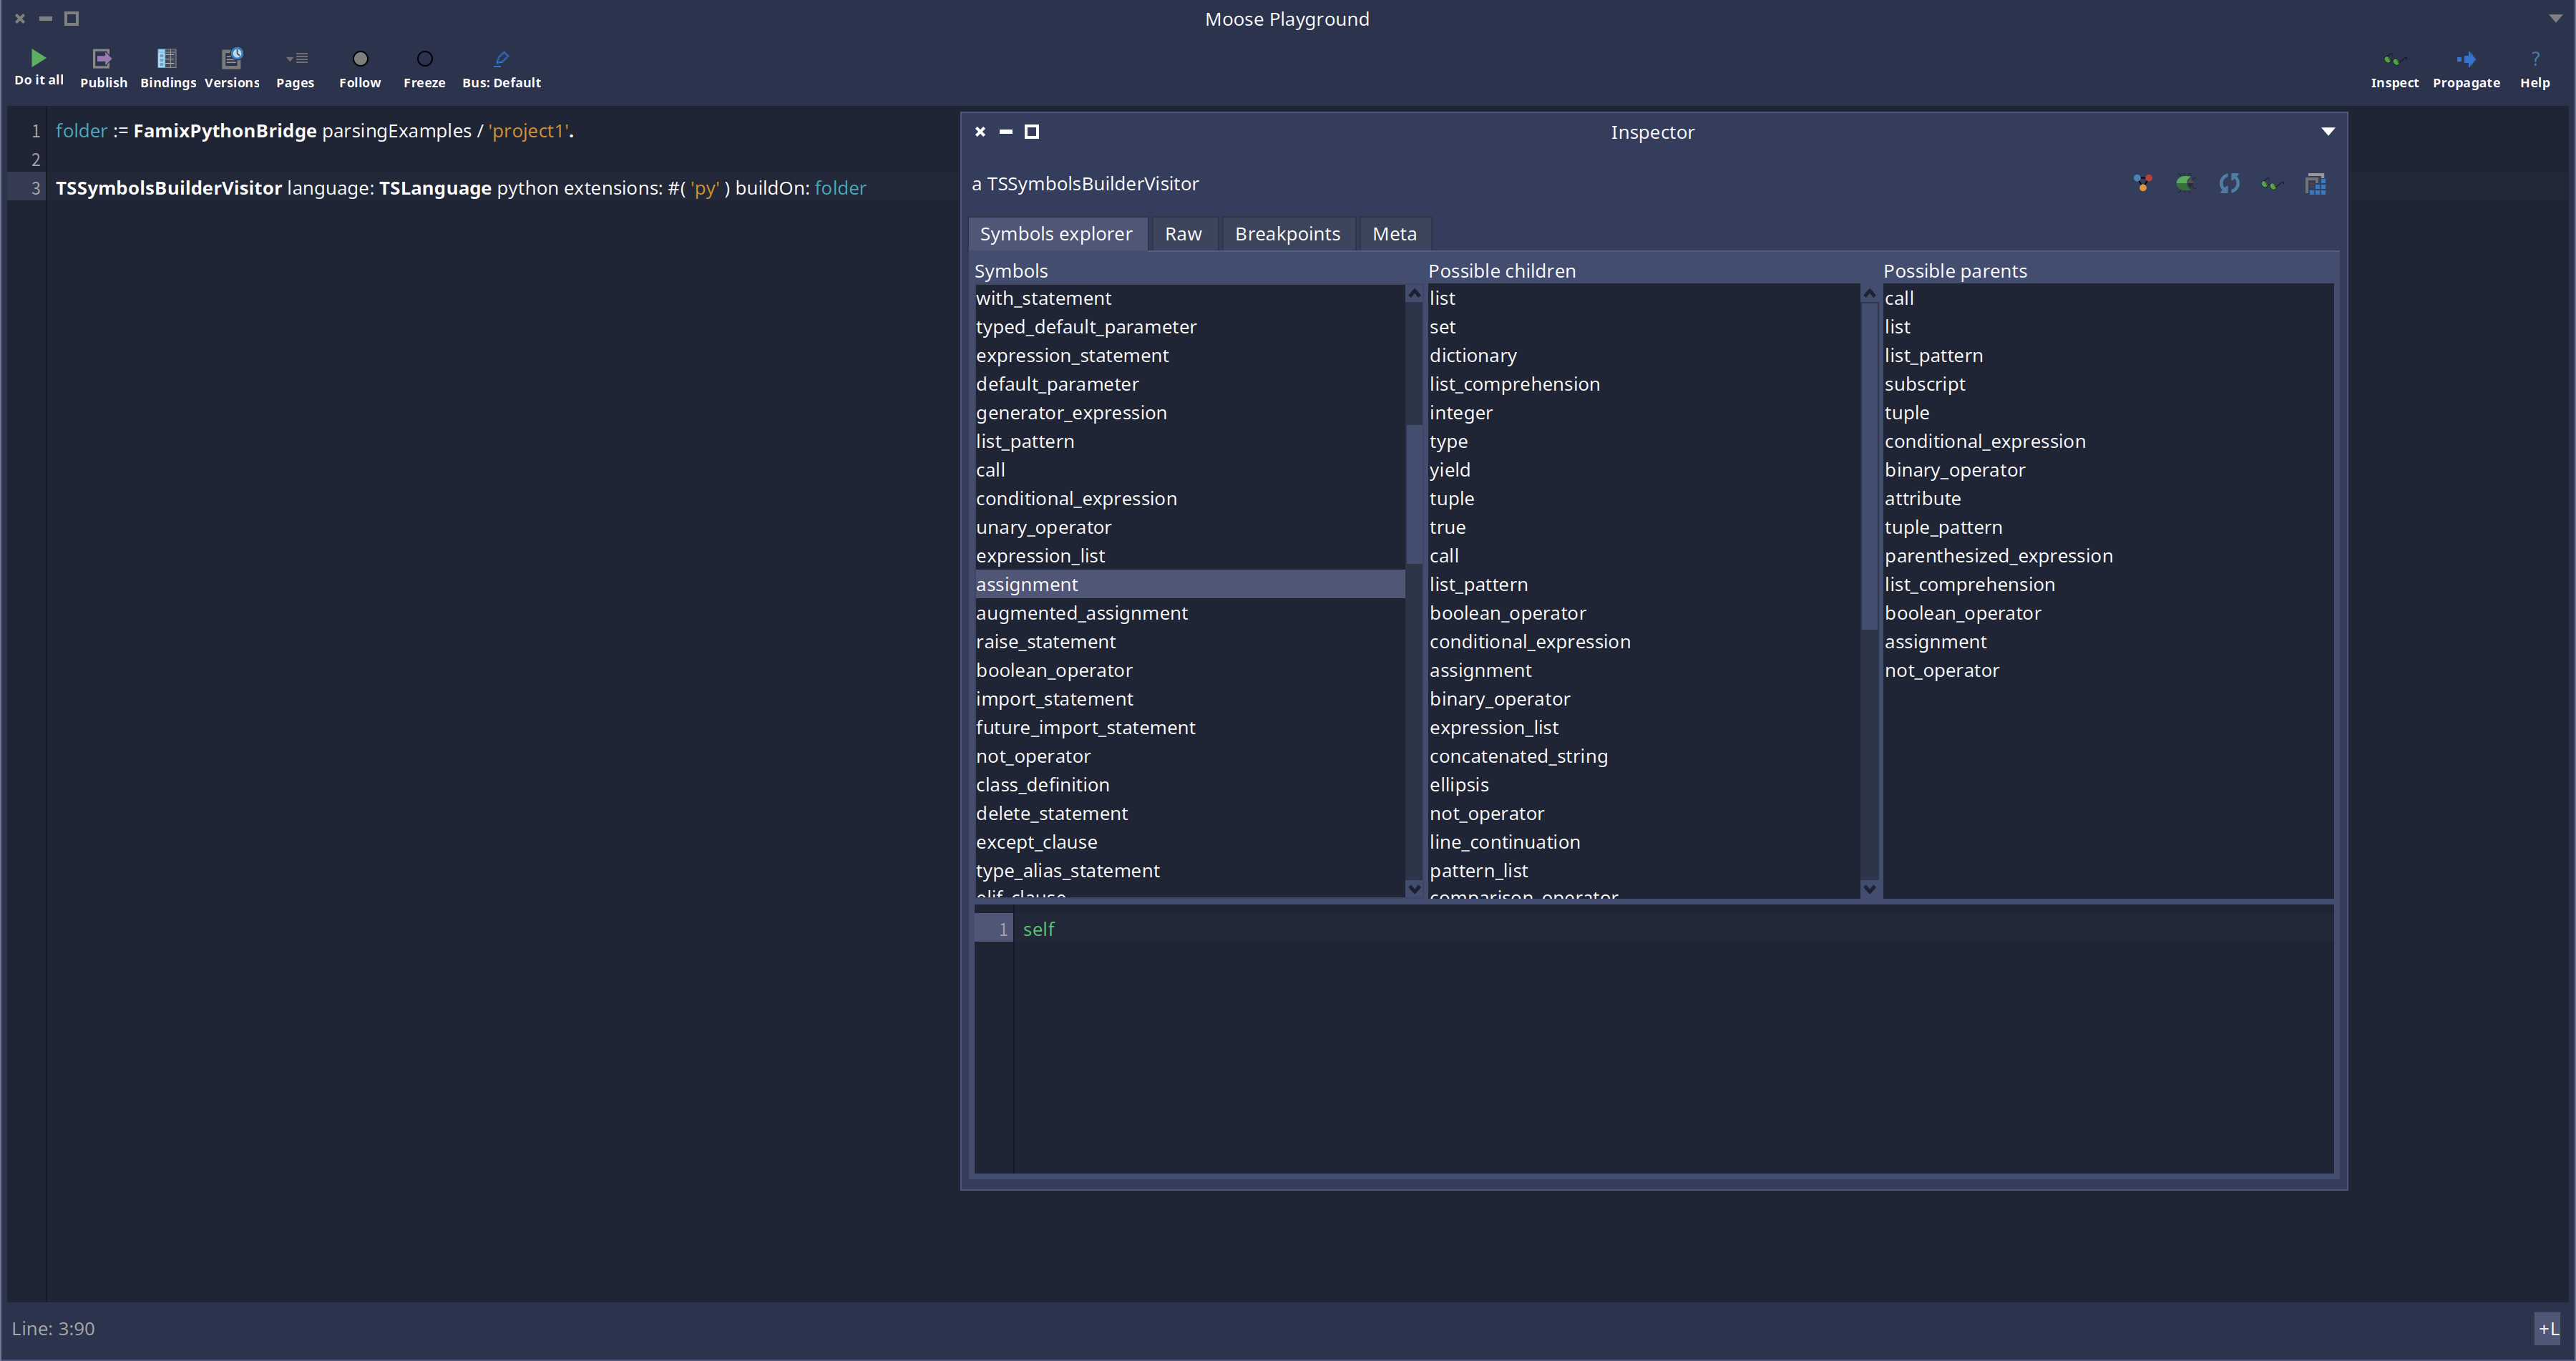 Moose Playground
Do it all Publish Bindings Versions Pages Follow Freeze Bus: Default Inspect Propagate ? Help
1 folder := FamixPythonBridge parsingExamples / 'project1'.
2
3 TSSymbolsBuilderVisitor language: TSLanguage python extensions: #( 'py' ) buildOn: folder
Inspector
a TSSymbolsBuilderVisitor
Symbols explorer Raw Breakpoints Meta
Symbols
with_statement
typed_default_parameter
expression_statement
default_parameter
generator_expression
list_pattern
call
conditional_expression
unary_operator
expression_list
assignment
augmented_assignment
raise_statement
boolean_operator
import_statement
future_import_statement
not_operator
class_definition
delete_statement
except_clause
type_alias_statement
elif_clause
Possible children
list
set
dictionary
list_comprehension
integer
type
yield
tuple
true
call
list_pattern
boolean_operator
conditional_expression
assignment
binary_operator
expression_list
concatenated_string
ellipsis
not_operator
line_continuation
pattern_list
comparison_operator
Possible parents
call
list
list_pattern
subscript
tuple
conditional_expression
binary_operator
attribute
tuple_pattern
parenthesized_expression
list_comprehension
boolean_operator
assignment
not_operator
1 self
Line: 3:90
+L